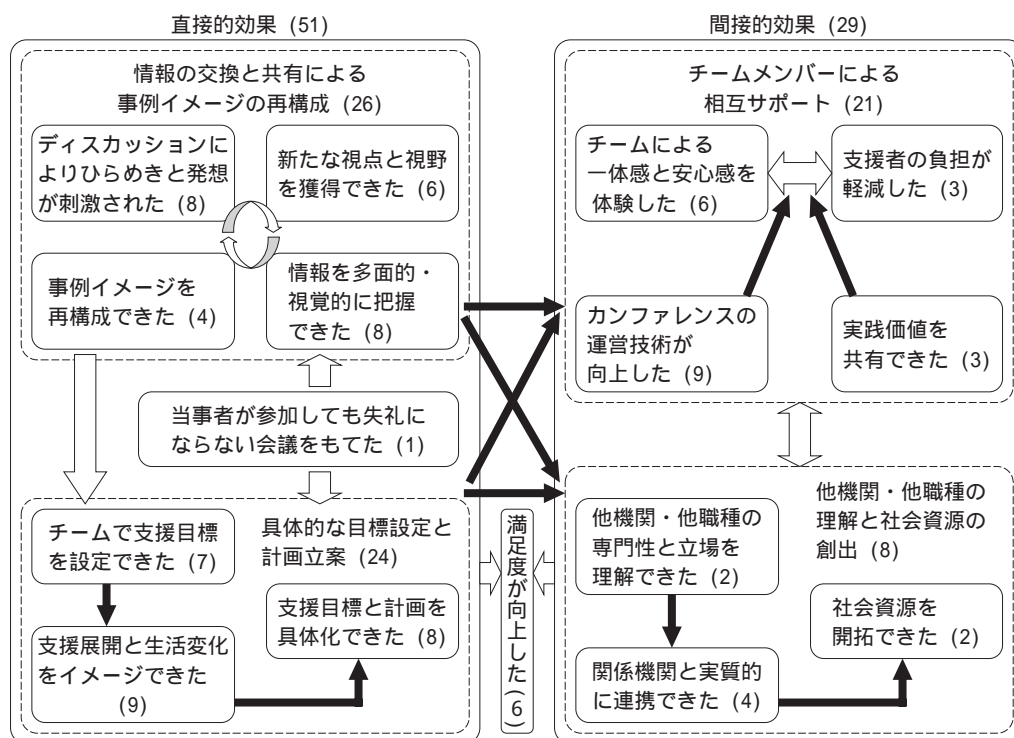 直接的効果 (51)
情報の交換と共有による
事例イメージの再構成 (26)
ディスカッションに
よりひらめきと発想
が刺激された (8)
新たな視点と視野
を獲得できた (6)
事例イメージを
再構成できた (4)
情報を多面的・
視覚的に把握
できた (8)
当事者が参加しても失礼に
ならない会議をもてた (1)
チームで支援目標
を設定できた (7)
具体的な目標設定と
計画立案 (24)
支援展開と生活変化
をイメージできた
(9)
支援目標と計画を
具体化できた (8)
満足度が向上した(6)
間接的効果 (29)
チームメンバーによる
相互サポート (21)
チームによる
一体感と安心感を
体験した (6)
支援者の負担が
軽減した (3)
カンファレンスの
運営技術が
向上した (9)
実践価値を
共有できた (3)
他機関・他職種の
専門性と立場を
理解できた (2)
他機関・他職種の
理解と社会資源の
創出 (8)
関係機関と実質的
に連携できた (4)
社会資源を
開拓できた (2)